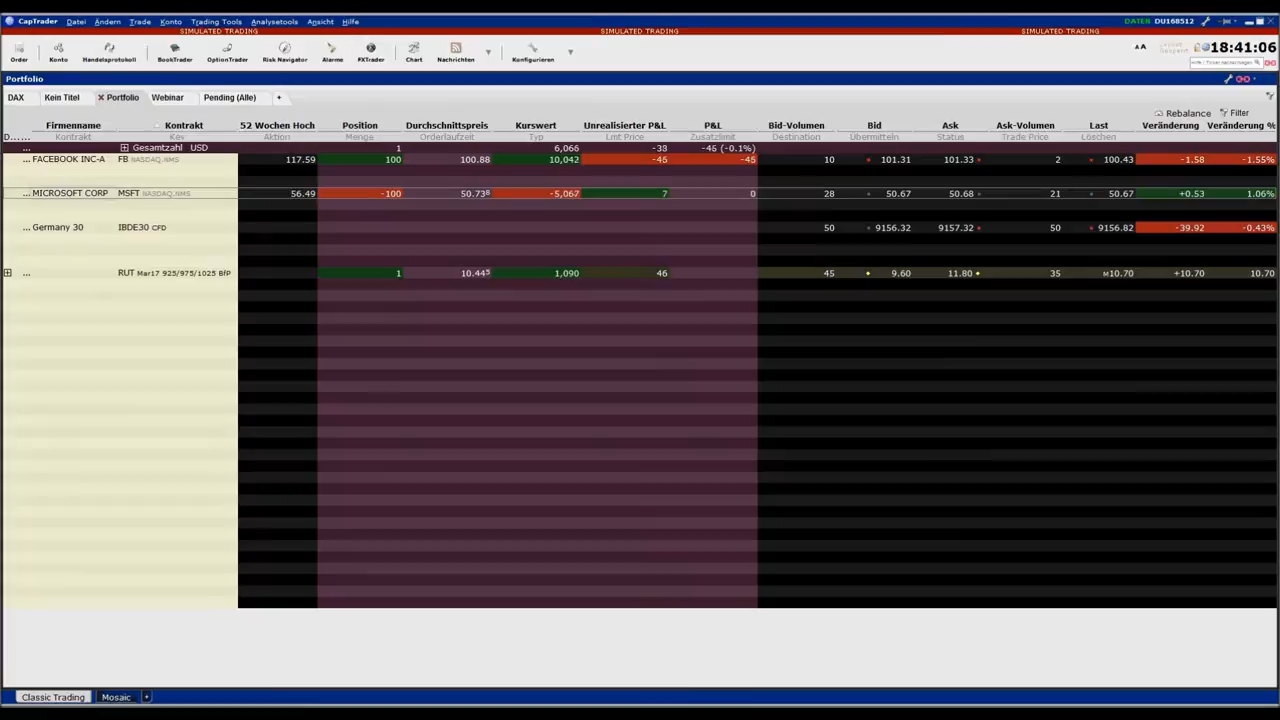 CapTrader Datei Ändern Trade Konto Trading Tools Analysetools Ansicht Hilfe DATEN DU168512
SIMULATED TRADING SIMULATED TRADING SIMULATED TRADING
18:41:06
Order Konto Handelsprotokoll BookTrader OptionTrader Risk Navigator Alarme FXTrader Chart Nachrichten Konfigurieren
Portfolio
DAX Kein Titel Portfolio Webinar Pending (Alle) +
Rebalance Filter
Firmenname Kontrakt 52 Wochen Hoch Position Durchschnittspreis Kurswert Unrealisierter P&L P&L Bid-Volumen Bid Ask Ask-Volumen Last Veränderung Veränderung %
D... ... Kontrakt Kes Aktion Menge Orderlaufzeit Typ Lmt Price Zusatzlimit Destination Übermitteln Status Trade Price Löschen
... Gesamtzahl USD 1 6,066 -38 -45 (-0.1%)
... FACEBOOK INC-A FB NASDAQ.NMS 117.59 100 100.88 10,042 -45 -45 10 101.31 101.33 2 100.43 -1.58 -1.55%
... MICROSOFT CORP MSFT NASDAQ.NMS 56.49 -100 50.73⁸ -5,067 7 0 28 50.67 50.68 21 50.67 +0.53 1.06%
... Germany 30 IBDE30 CFD 50 9156.32 9157.32 50 9156.82 -39.92 -0.43%
... RUT Mar17 925/975/1025 BfP 1 10.44⁵ 1,090 46 45 9.60 11.80 35 M10.70 +10.70 10.70
Classic Trading Mosaic +